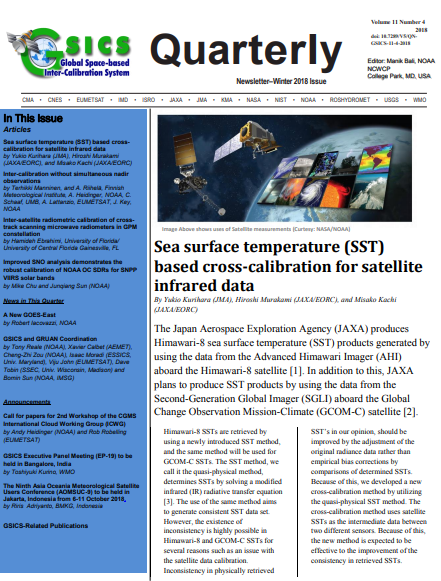 GSICS
Global Space-based
Inter-Calibration System
Quarterly
Newsletter–Winter 2018 Issue
Volume 11 Number 4
2018
doi: 10.7289/V5/QN-
GSICS-11-4-2018
Editor: Manik Bali, NOAA
NCWCP
College Park, MD, USA
CMA • CNES • EUMETSAT • IMD • ISRO • JAXA • JMA • KMA • NASA • NIST • NOAA • ROSHYDROMET • USGS • WMO
In This Issue
Articles
Sea surface temperature (SST) based cross-
calibration for satellite infrared data
by Yukio Kurihara (JMA), Hiroshi Murakami
(JAXA/EORC), and Misako Kachi (JAXA/EORC)
Inter-calibration without simultaneous nadir
observations
by Terhikki Manninen, and A. Riihelä, Finnish
Meteorological Institute, A. Heidinger, NOAA, C.
Schaaf, UMB, A. Lattanzio, EUMETSAT, J. Key,
NOAA
Inter-satellite radiometric calibration of cross-
track scanning microwave radiometers in GPM
constellation
by Hamideh Ebrahimi, University of Florida/
University of Central Florida Gainesville, FL
Improved SNO analysis demonstrates the
robust calibration of NOAA OC SDRs for SNPP
VIIRS solar bands
by Mike Chu and Junqiang Sun (NOAA)
News in This Quarter
A New GOES-East
by Robert Iacovazzi, NOAA
GSICS and GRUAN Coordination
by Tony Reale (NOAA), Xavier Calbet (AEMET),
Cheng-Zhi Zou (NOAA), Isaac Moradi (ESSICS,
Univ. Maryland), Viju John (EUMETSAT), Dave
Tobin (SSEC, Univ. Wisconsin, Madison) and
Bomin Sun (NOAA, IMSG)
Announcements
Call for papers for 2nd Workshop of the CGMS
International Cloud Working Group (ICWG)
by Andy Heidinger (NOAA) and Rob Roebeling
(EUMETSAT)
GSICS Executive Panel Meeting (EP-19) to be
held in Bangalore, India
by Toshiyuki Kurino, WMO
The Ninth Asia Oceania Meteorological Satellite
Users Conference (AOMSUC-9) to be held in
Jakarta, Indonesia from 6-11 October 2018,
by Riris Adriyanto, BMKG, Indonesia
GSICS-Related Publications
Image Above shows uses of Satellite measurements (Curtesy: NASA/NOAA)
Sea surface temperature (SST)
based cross-calibration for satellite
infrared data
By Yukio Kurihara (JMA), Hiroshi Murakami (JAXA/EORC), and Misako Kachi
(JAXA/EORC)
The Japan Aerospace Exploration Agency (JAXA) produces
Himawari-8 sea surface temperature (SST) products generated by
using the data from the Advanced Himawari Imager (AHI)
aboard the Himawari-8 satellite [1]. In addition to this, JAXA
plans to produce SST products by using the data from the
Second-Generation Global Imager (SGLI) aboard the Global
Change Observation Mission-Climate (GCOM-C) satellite [2].
Himawari-8 SSTs are retrieved by
using a newly introduced SST method,
and the same method will be used for
GCOM-C SSTs. The SST method, we
call it the quasi-physical method,
determines SSTs by solving a modified
infrared (IR) radiative transfer equation
[3]. The use of the same method aims
to generate consistent SST data set.
However, the existence of
inconsistency is highly possible in
Himawari-8 and GCOM-C SSTs for
several reasons such as an issue with
the satellite data calibration.
Inconsistency in physically retrieved
SST's in our opinion, should be
improved by the adjustment of the
original radiance data rather than
empirical bias corrections by
comparisons of determined SSTs.
Because of this, we developed a new
cross-calibration method by utilizing
the quasi-physical SST method. The
cross-calibration method uses satellite
SSTs as the intermediate data between
two different sensors. Because of this,
the new method is expected to be
effective to the improvement of the
consistency in retrieved SSTs.